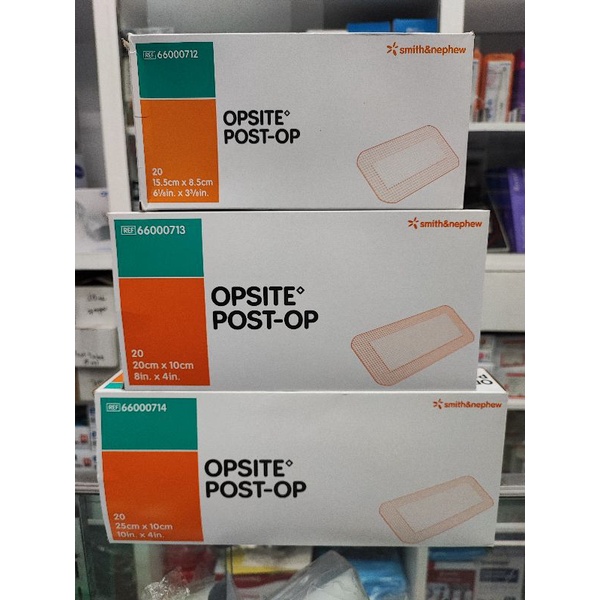 REF 66000712
smith&nephew
OPSITE◇
POST-OP
20
15.5cm x 8.5cm
6⅛in. x 3⅜in.
REF 66000713
smith&nephew
OPSITE◇
POST-OP
20
20cm x 10cm
8in. x 4in.
REF 66000714
smith&nephew
OPSITE◇
POST-OP
20
25cm x 10cm
10in. x 4in.